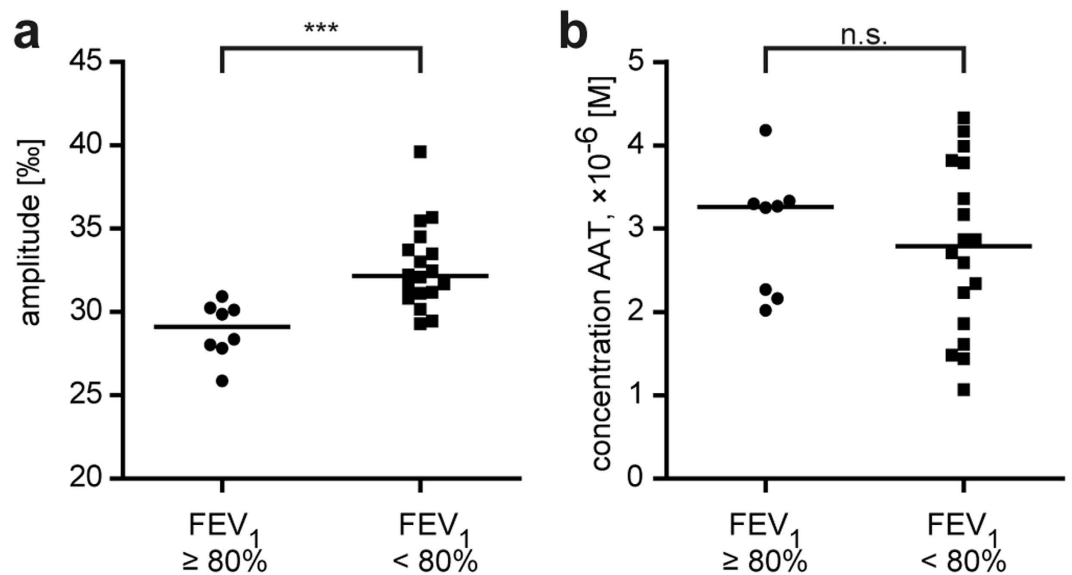 a
***
45
40
35
30
25
20
amplitude [‰]
FEV₁
≥ 80%
FEV₁
< 80%
b
n.s.
5
4
3
2
1
0
concentration AAT, ×10⁻⁶ [M]
FEV₁
≥ 80%
FEV₁
< 80%